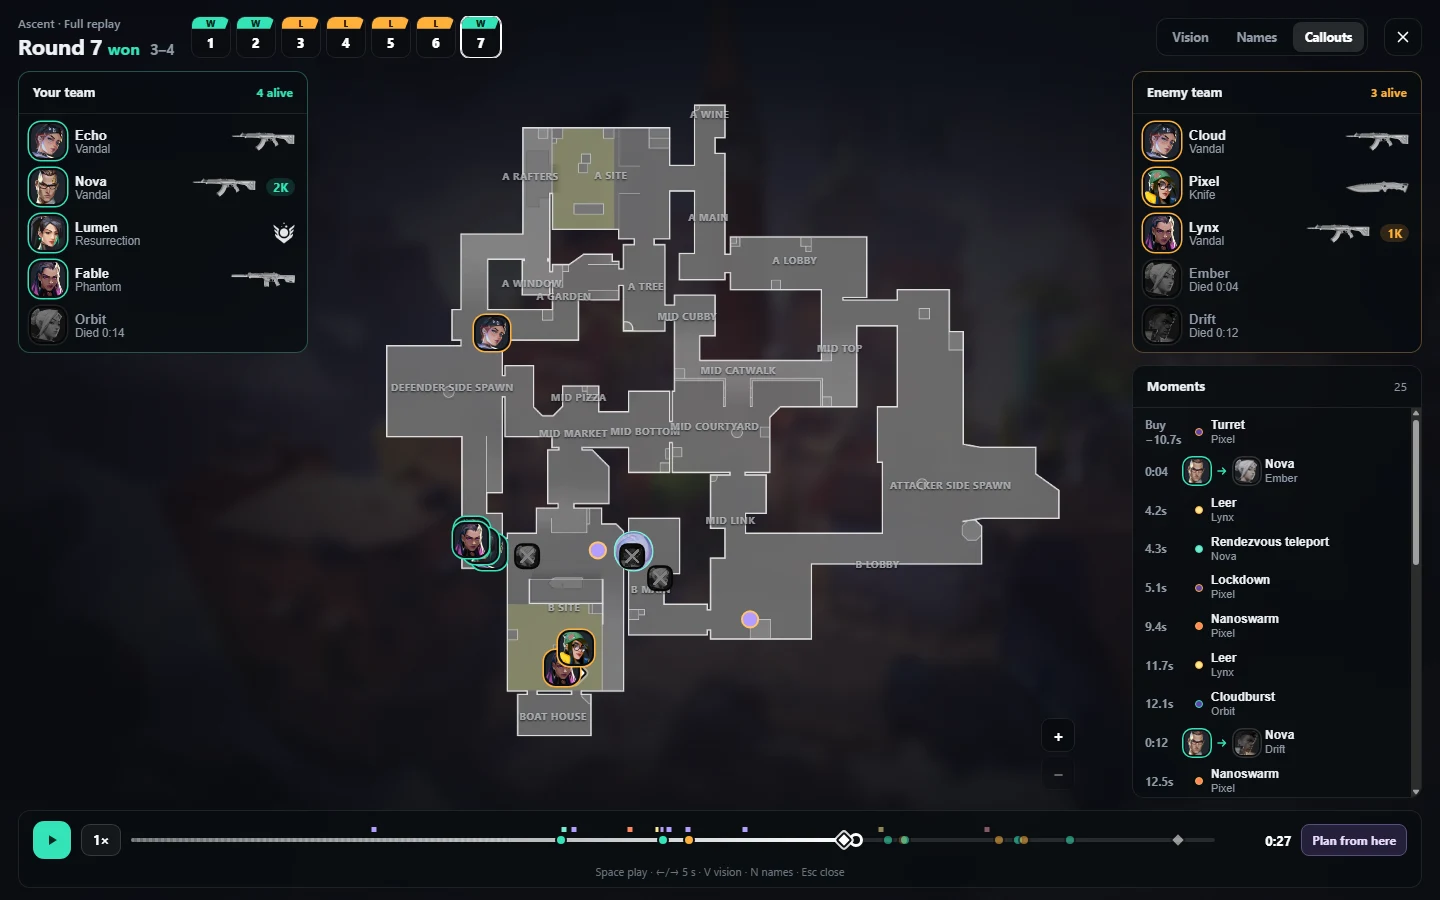 Ascent · Full replay
Round 7 won 3–4
W 1
W 2
L 3
L 4
L 5
L 6
W 7
Vision Names Callouts
Your team 4 alive
Echo
Vandal
Nova
Vandal
2K
Lumen
Resurrection
Fable
Phantom
Orbit
Died 0:14
A WINE
A RAFTERS
A SITE
A MAIN
A LOBBY
A WINDOW
A GARDEN
A TREE
MID CUBBY
MID TOP
MID CATWALK
DEFENDER SIDE SPAWN
MID PIZZA
MID MARKET
MID BOTTOM
MID COURTYARD
ATTACKER SIDE SPAWN
MID LINK
B LOBBY
B MAIN
B SITE
BOAT HOUSE
+
−
Enemy team 3 alive
Cloud
Vandal
Pixel
Knife
Lynx
Vandal
1K
Ember
Died 0:04
Drift
Died 0:12
Moments 25
Buy −10.7s Turret
Pixel
0:04 → Nova
Ember
4.2s Leer
Lynx
4.3s Rendezvous teleport
Nova
5.1s Lockdown
Pixel
9.4s Nanoswarm
Pixel
11.7s Leer
Lynx
12.1s Cloudburst
Orbit
0:12 → Nova
Drift
12.5s Nanoswarm
Pixel
1×
0:27
Plan from here
Space play · ←/→ 5 s · V vision · N names · Esc close